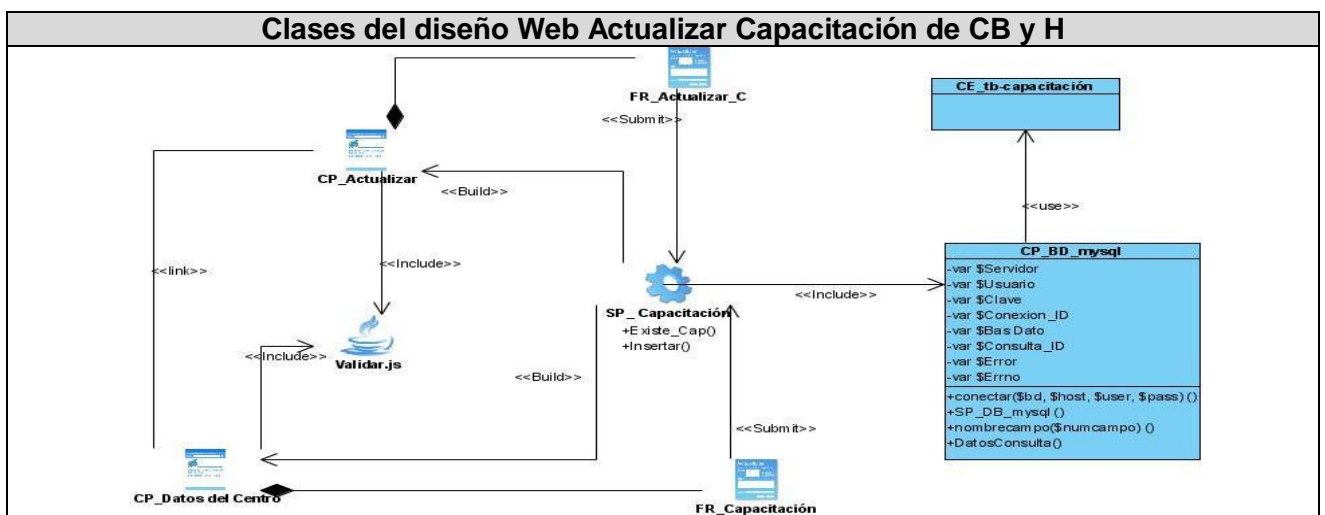 Clases del diseño Web Actualizar Capacitación de CB y H
FR_Actualizar_C
<<Submit>>
CE_tb-capacitación
CP_Actualizar
<<Build>>
<<use>>
<<link>>
<<Include>>
SP_ Capacitación
+Existe_Cap()
+Insertar()
<<Include>>
CP_BD_mysql
-var $Servidor
-var $Usuario
-var $Clave
-var $Conexion_ID
-var $Bas Dato
-var $Consulta_ID
-var $Error
-var $Errno
+conectar($bd, $host, $user, $pass) ()
+SP_DB_mysql ()
+nombrecampo($numcampo) ()
+DatosConsulta()
<<Include>>
Validar.js
<<Build>>
<<Submit>>
CP_Datos del Centro
FR_Capacitación